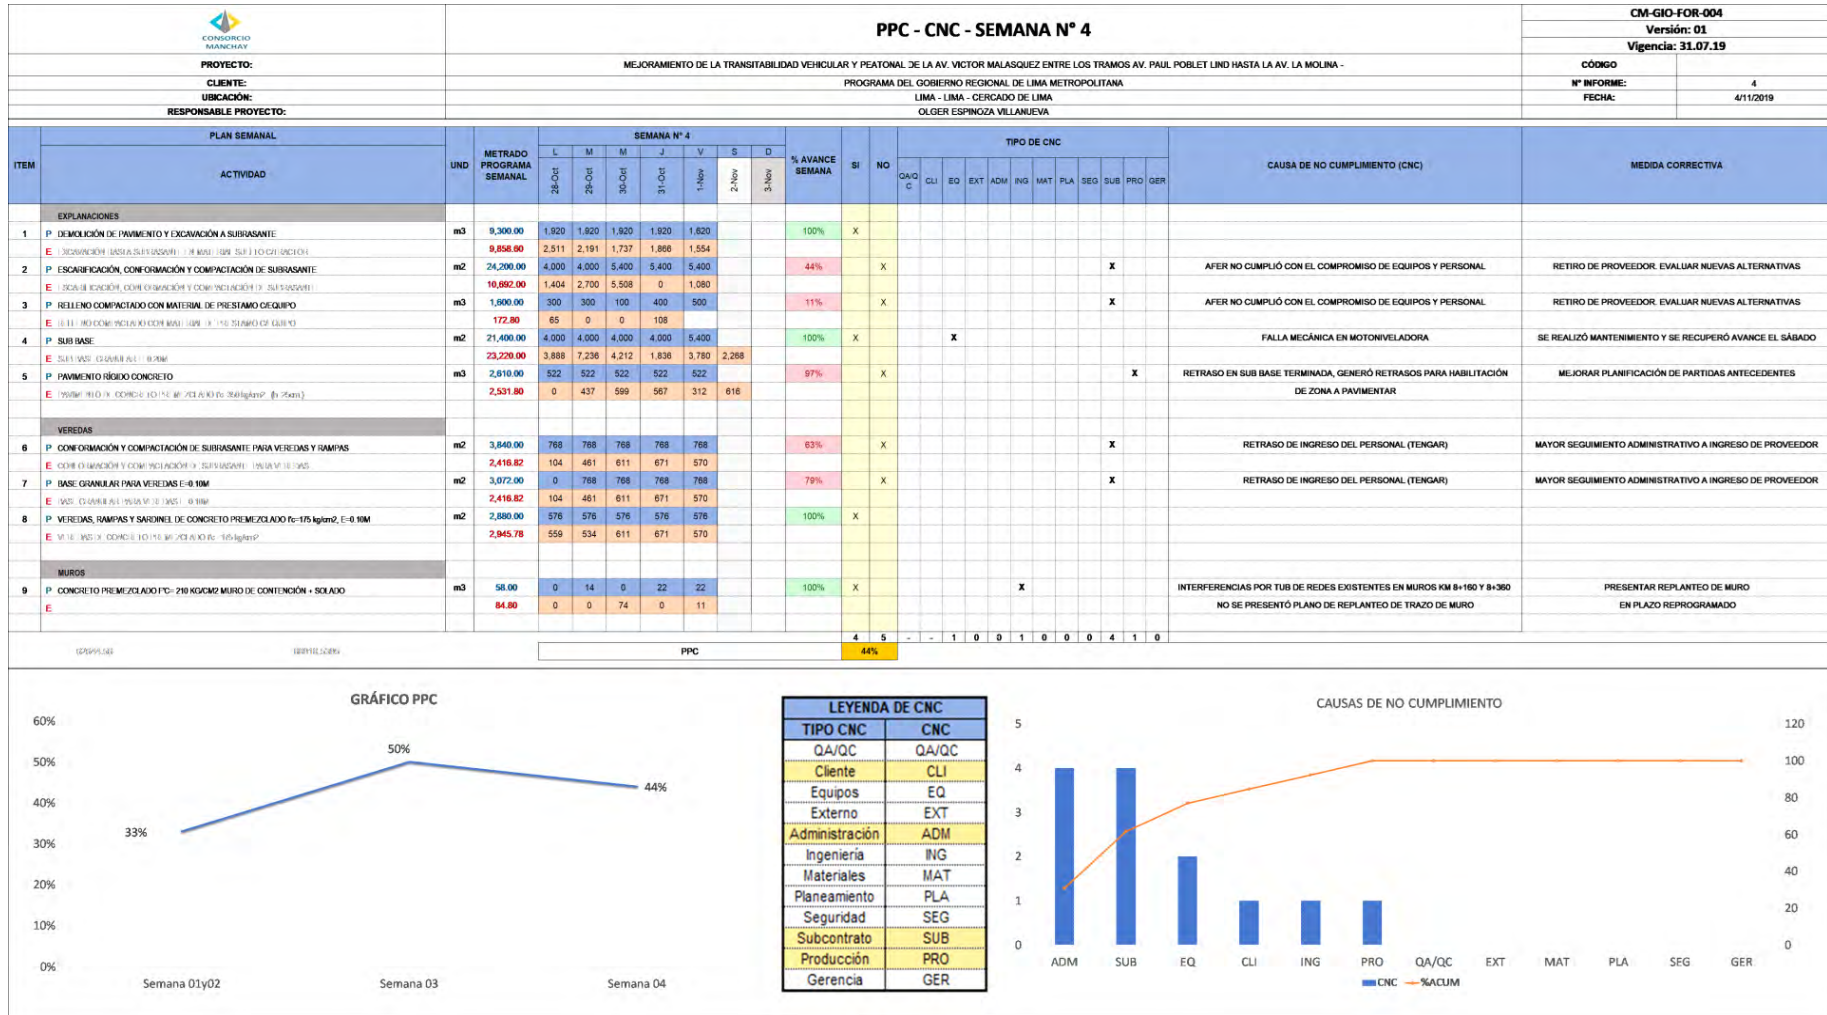 CONSORCIO
MANCHAY
PPC - CNC - SEMANA N° 4
CM-GIO-FOR-004
Versión: 01
Vigencia: 31.07.19
PROYECTO: MEJORAMIENTO DE LA TRANSITABILIDAD VEHICULAR Y PEATONAL DE LA AV. VICTOR MALASQUEZ ENTRE LOS TRAMOS AV. PAUL POBLET LIND HASTA LA AV. LA MOLINA - CÓDIGO
CLIENTE: PROGRAMA DEL GOBIERNO REGIONAL DE LIMA METROPOLITANA N° INFORME: 4
UBICACIÓN: LIMA - LIMA - CERCADO DE LIMA FECHA: 4/11/2019
RESPONSABLE PROYECTO: OLGER ESPINOZA VILLANUEVA
ITEM PLAN SEMANAL UND METRADO PROGRAMA SEMANAL SEMANA N° 4 % AVANCE SEMANA SI NO TIPO DE CNC CAUSA DE NO CUMPLIMIENTO (CNC) MEDIDA CORRECTIVA
ACTIVIDAD L M M J V S D
28-Oct 29-Oct 30-Oct 31-Oct 1-Nov 2-Nov 3-Nov QA/QC CLI EQ EXT ADM ING MAT PLA SEG SUB PRO GER
EXPLANACIONES
1 P DEMOLICIÓN DE PAVIMENTO Y EXCAVACIÓN A SUBRASANTE m3 9,300.00 1,920 1,920 1,920 1,920 1,620 100% X
E 9,858.60 2,511 2,191 1,737 1,866 1,554
2 P ESCARIFICACIÓN, CONFORMACIÓN Y COMPACTACIÓN DE SUBRASANTE m2 24,200.00 4,000 4,000 5,400 5,400 5,400 44% X X AFER NO CUMPLIÓ CON EL COMPROMISO DE EQUIPOS Y PERSONAL RETIRO DE PROVEEDOR. EVALUAR NUEVAS ALTERNATIVAS
E ESCARIFICACIÓN, CONFORMACIÓN Y COMPACTACIÓN DE SUBRASANTE 10,692.00 1,404 2,700 5,508 0 1,080
3 P RELLENO COMPACTADO CON MATERIAL DE PRESTAMO C/EQUIPO m3 1,600.00 300 300 100 400 500 11% X X AFER NO CUMPLIÓ CON EL COMPROMISO DE EQUIPOS Y PERSONAL RETIRO DE PROVEEDOR. EVALUAR NUEVAS ALTERNATIVAS
E RELLENO COMPACTADO CON MATERIAL DE PRESTAMO C/EQUIPO 172.80 65 0 0 108
4 P SUB BASE m2 21,400.00 4,000 4,000 4,000 4,000 5,400 100% X X FALLA MECÁNICA EN MOTONIVELADORA SE REALIZÓ MANTENIMIENTO Y SE RECUPERÓ AVANCE EL SÁBADO
E 23,220.00 3,888 7,236 4,212 1,836 3,780 2,268
5 P PAVIMENTO RÍGIDO CONCRETO m3 2,610.00 522 522 522 522 522 97% X X RETRASO EN SUB BASE TERMINADA, GENERÓ RETRASOS PARA HABILITACIÓN MEJORAR PLANIFICACIÓN DE PARTIDAS ANTECEDENTES
E 2,531.80 0 437 599 567 312 616 DE ZONA A PAVIMENTAR
VEREDAS
6 P CONFORMACIÓN Y COMPACTACIÓN DE SUBRASANTE PARA VEREDAS Y RAMPAS m2 3,840.00 768 768 768 768 768 63% X X RETRASO DE INGRESO DEL PERSONAL (TENGAR) MAYOR SEGUIMIENTO ADMINISTRATIVO A INGRESO DE PROVEEDOR
E CONFORMACIÓN Y COMPACTACIÓN DE SUBRASANTE PARA VEREDAS 2,416.82 104 461 611 671 570
7 P BASE GRANULAR PARA VEREDAS E=0.10M m2 3,072.00 0 768 768 768 768 79% X X RETRASO DE INGRESO DEL PERSONAL (TENGAR) MAYOR SEGUIMIENTO ADMINISTRATIVO A INGRESO DE PROVEEDOR
E BASE GRANULAR PARA VEREDAS E=0.10M 2,416.82 104 461 611 671 570
8 P VEREDAS, RAMPAS Y SARDINEL DE CONCRETO PREMEZCLADO f'c=175 kg/cm2, E=0.10M m2 2,880.00 576 576 576 576 576 100% X
E 2,945.78 559 534 611 671 570
MUROS
9 P CONCRETO PREMEZCLADO F'C= 210 KG/CM2 MURO DE CONTENCIÓN + SOLADO m3 58.00 0 14 0 22 22 100% X X INTERFERENCIAS POR TUB DE REDES EXISTENTES EN MUROS KM 8+160 Y 8+360 PRESENTAR REPLANTEO DE MURO
E 84.80 0 0 74 0 11 NO SE PRESENTÓ PLANO DE REPLANTEO DE TRAZO DE MURO EN PLAZO REPROGRAMADO
4 5 - - 1 0 0 1 0 0 0 4 1 0
PPC 44%
GRÁFICO PPC
60%
50%
40%
30%
20%
10%
0%
33%
50%
44%
Semana 01y02 Semana 03 Semana 04
LEYENDA DE CNC
TIPO CNC CNC
QA/QC QA/QC
Cliente CLI
Equipos EQ
Externo EXT
Administración ADM
Ingeniería ING
Materiales MAT
Planeamiento PLA
Seguridad SEG
Subcontrato SUB
Producción PRO
Gerencia GER
CAUSAS DE NO CUMPLIMIENTO
5
4
3
2
1
0
120
100
80
60
40
20
0
ADM SUB EQ CLI ING PRO QA/QC EXT MAT PLA SEG GER
CNC %ACUM